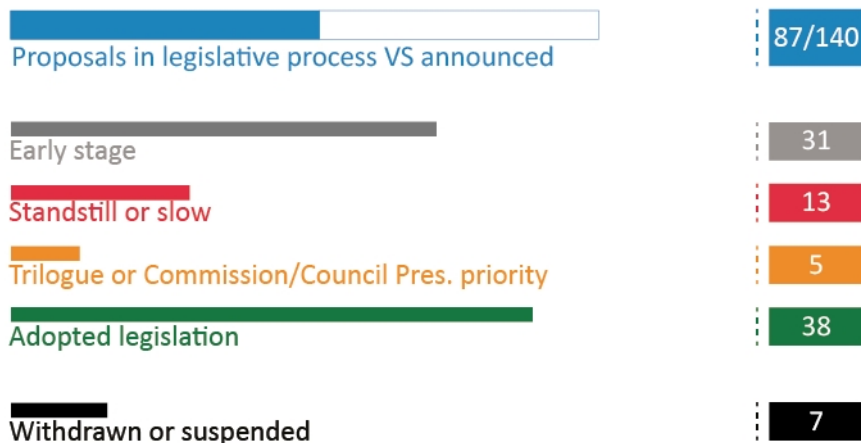 87/140
Proposals in legislative process VS announced
31
Early stage
13
Standstill or slow
5
Trilogue or Commission/Council Pres. priority
38
Adopted legislation
7
Withdrawn or suspended